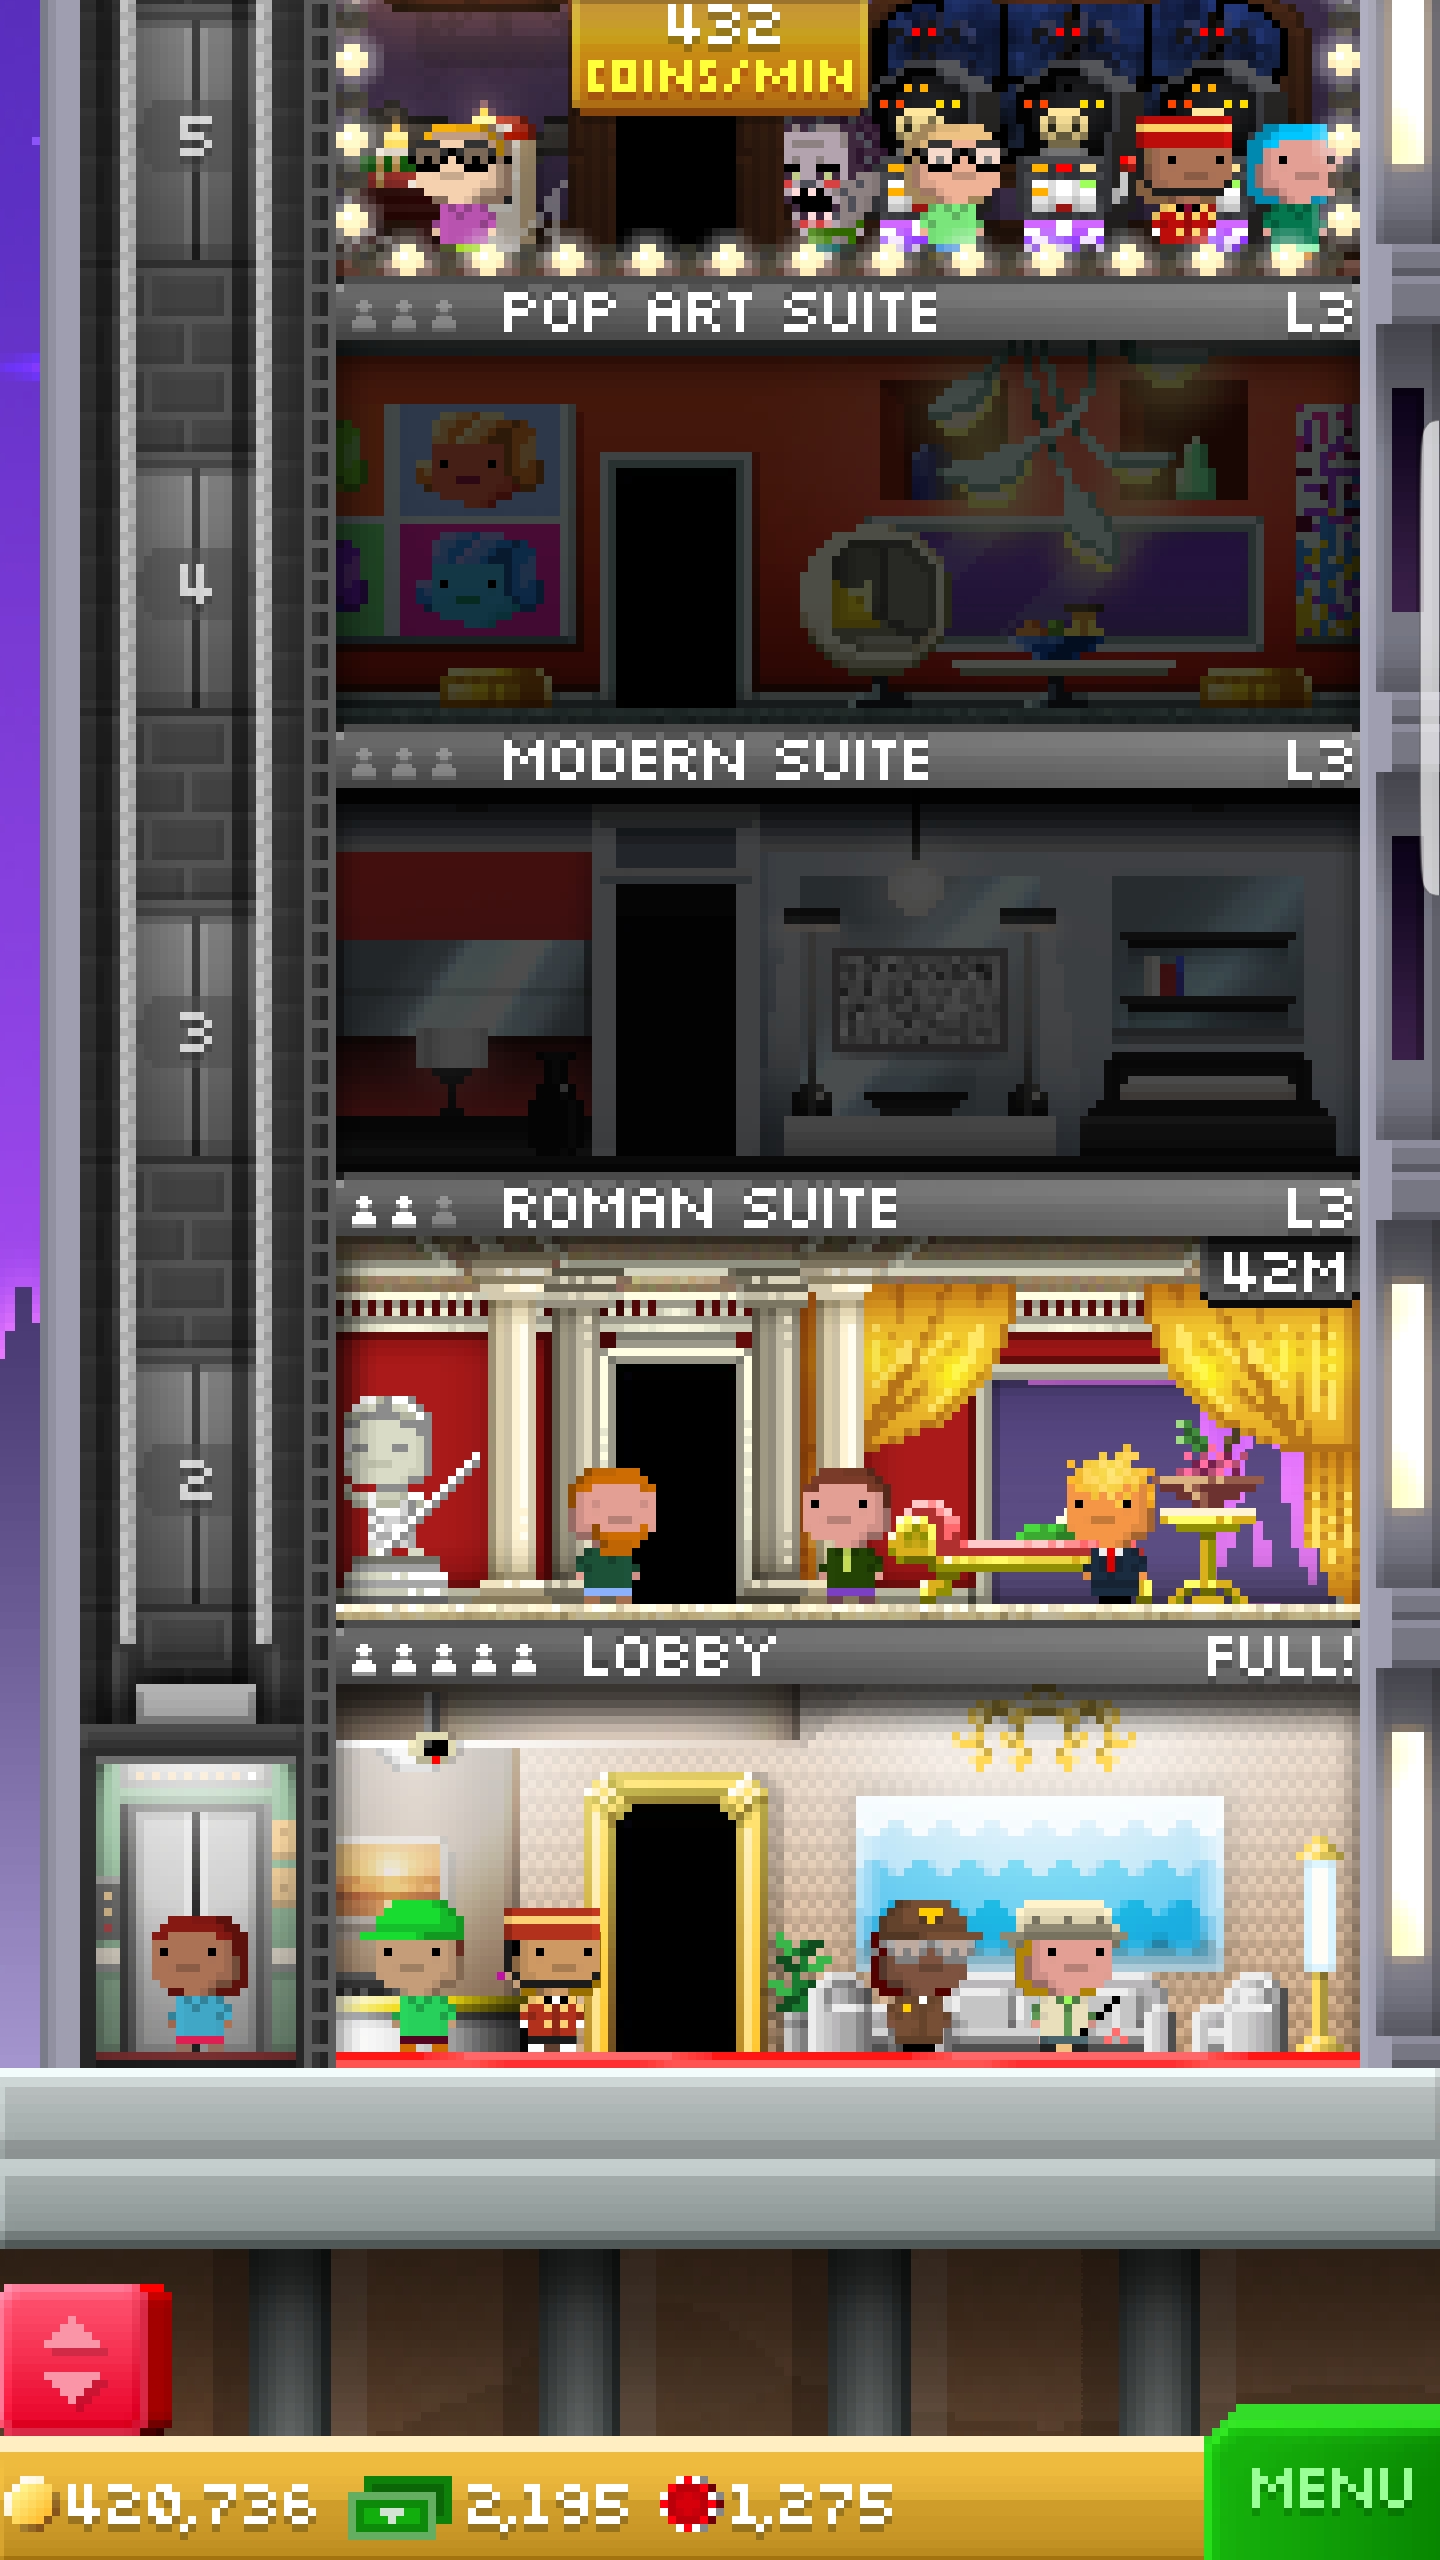 432
COINS/MIN
5
POP ART SUITE L3
4
MODERN SUITE L3
3
ROMAN SUITE L3
42M
2
LOBBY FULL!
420,736 2,195 1,275
MENU